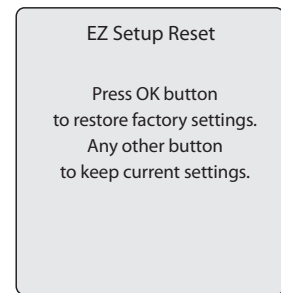 EZ Setup Reset
Press OK button
to restore factory settings.
Any other button
to keep current settings.